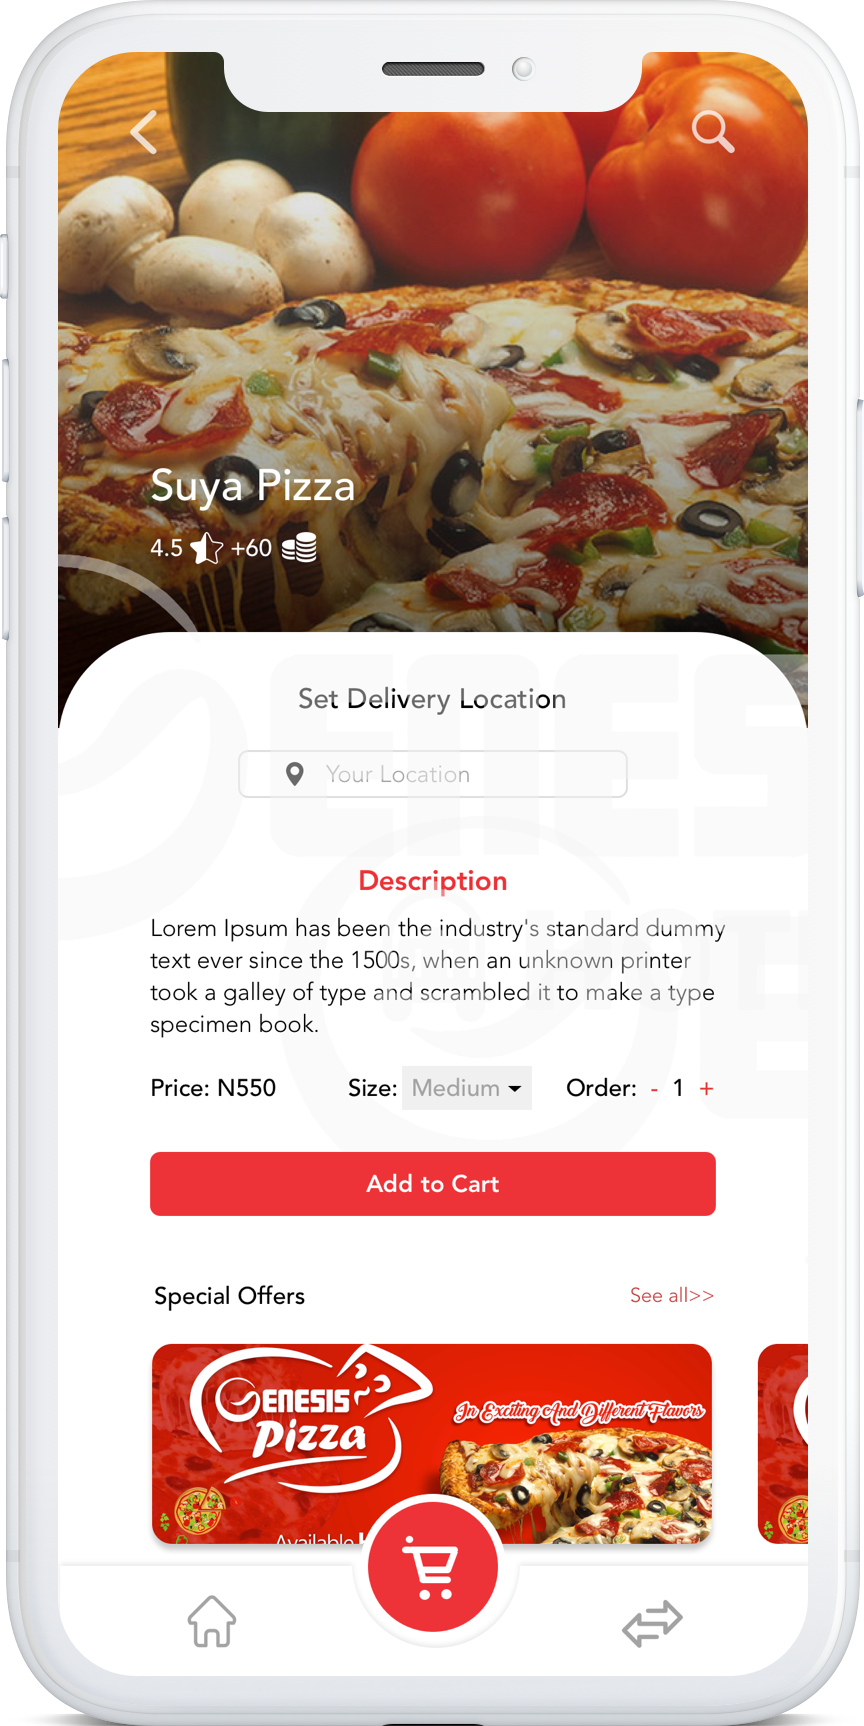 Suya Pizza
4.5 +60
Set Delivery Location
Your Location
Description
Lorem Ipsum has been the industry's standard dummy
text ever since the 1500s, when an unknown printer
took a galley of type and scrambled it to make a type
specimen book.
Price: N550 Size: Medium Order: - 1 +
Add to Cart
Special Offers See all>>
GENESIS
Pizza
In Exciting And Different Flavors
Available